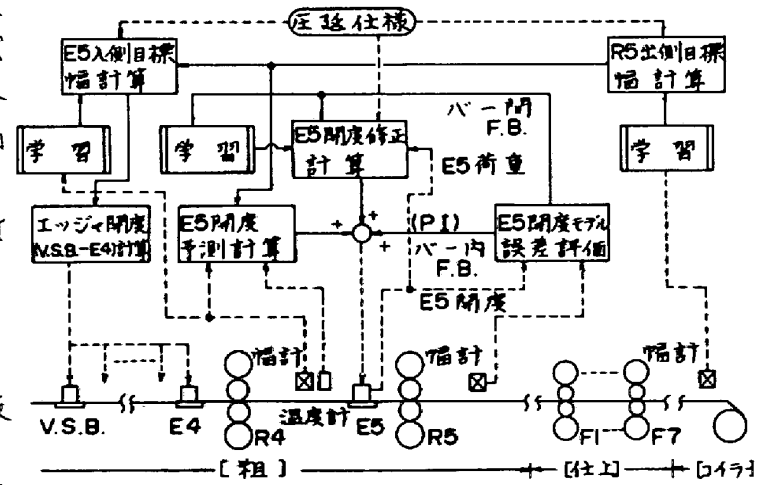 圧延仕様
E5入側目標
幅計算
R5出側目標
幅計算
学習
学習
E5開度修正
計算
バー間
F.B.
E5荷重
学習
エッジャ開度
(V.S.B-E4)計算
E5開度
予測計算
+
+
+
(PI)
バー内
F.B.
E5開度モデル
誤差評価
E5開度
幅計
幅計
幅計
温度計
V.S.B.
E4
R4
E5
R5
F1
F7
[粗]
[仕上]
[コイラ]